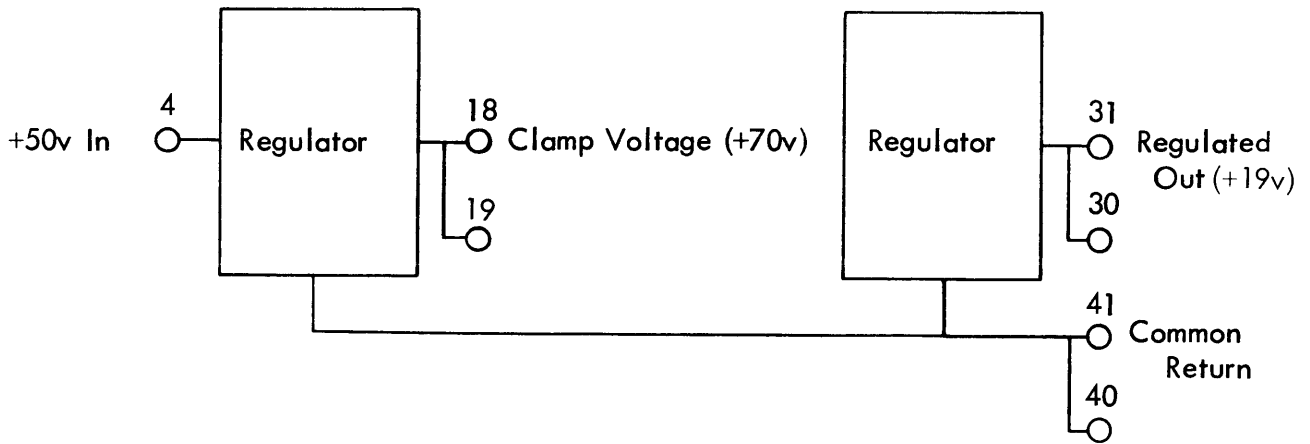 +50v In
4
Regulator
18
Clamp Voltage (+70v)
19
Regulator
31
Regulated
Out (+19v)
30
41
Common
Return
40